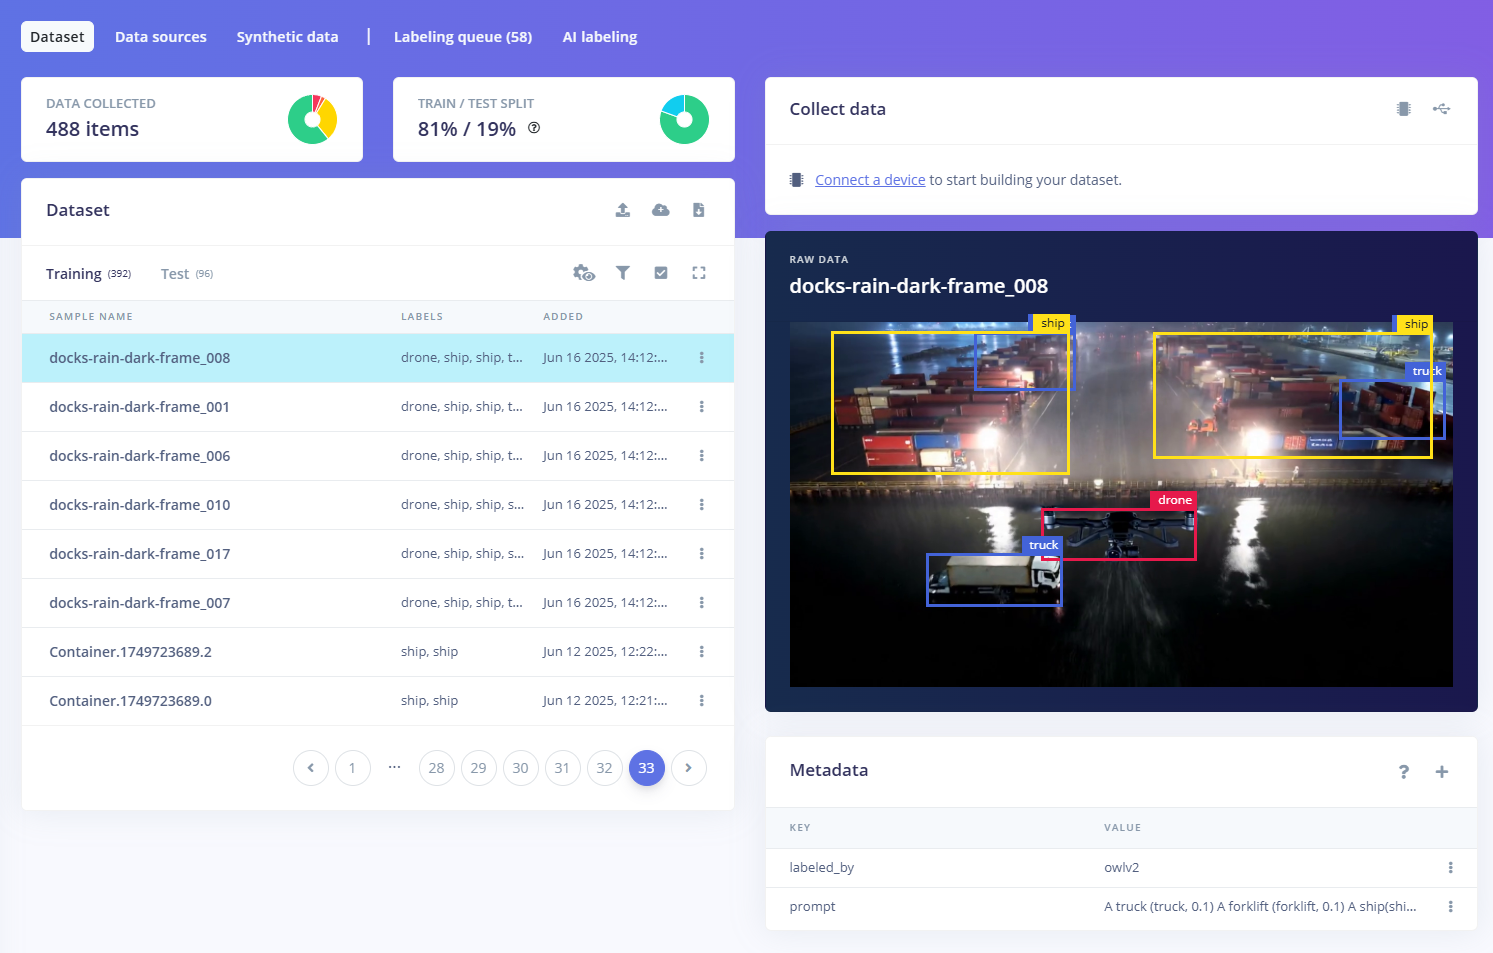 Dataset Data sources Synthetic data | Labeling queue (58) AI labeling
DATA COLLECTED
488 items
TRAIN / TEST SPLIT
81% / 19%
Collect data
Connect a device to start building your dataset.
Dataset
Training (392) Test (96)
SAMPLE NAME LABELS ADDED
docks-rain-dark-frame_008 drone, ship, ship, t... Jun 16 2025, 14:12:...
docks-rain-dark-frame_001 drone, ship, ship, t... Jun 16 2025, 14:12:...
docks-rain-dark-frame_006 drone, ship, ship, t... Jun 16 2025, 14:12:...
docks-rain-dark-frame_010 drone, ship, ship, s... Jun 16 2025, 14:12:...
docks-rain-dark-frame_017 drone, ship, ship, s... Jun 16 2025, 14:12:...
docks-rain-dark-frame_007 drone, ship, ship, t... Jun 16 2025, 14:12:...
Container.1749723689.2 ship, ship Jun 12 2025, 12:22:...
Container.1749723689.0 ship, ship Jun 12 2025, 12:21:...
1 ... 28 29 30 31 32 33
RAW DATA
docks-rain-dark-frame_008
ship
ship
truck
drone
truck
Metadata
?
KEY VALUE
labeled_by owlv2
prompt A truck (truck, 0.1) A forklift (forklift, 0.1) A ship(shi...